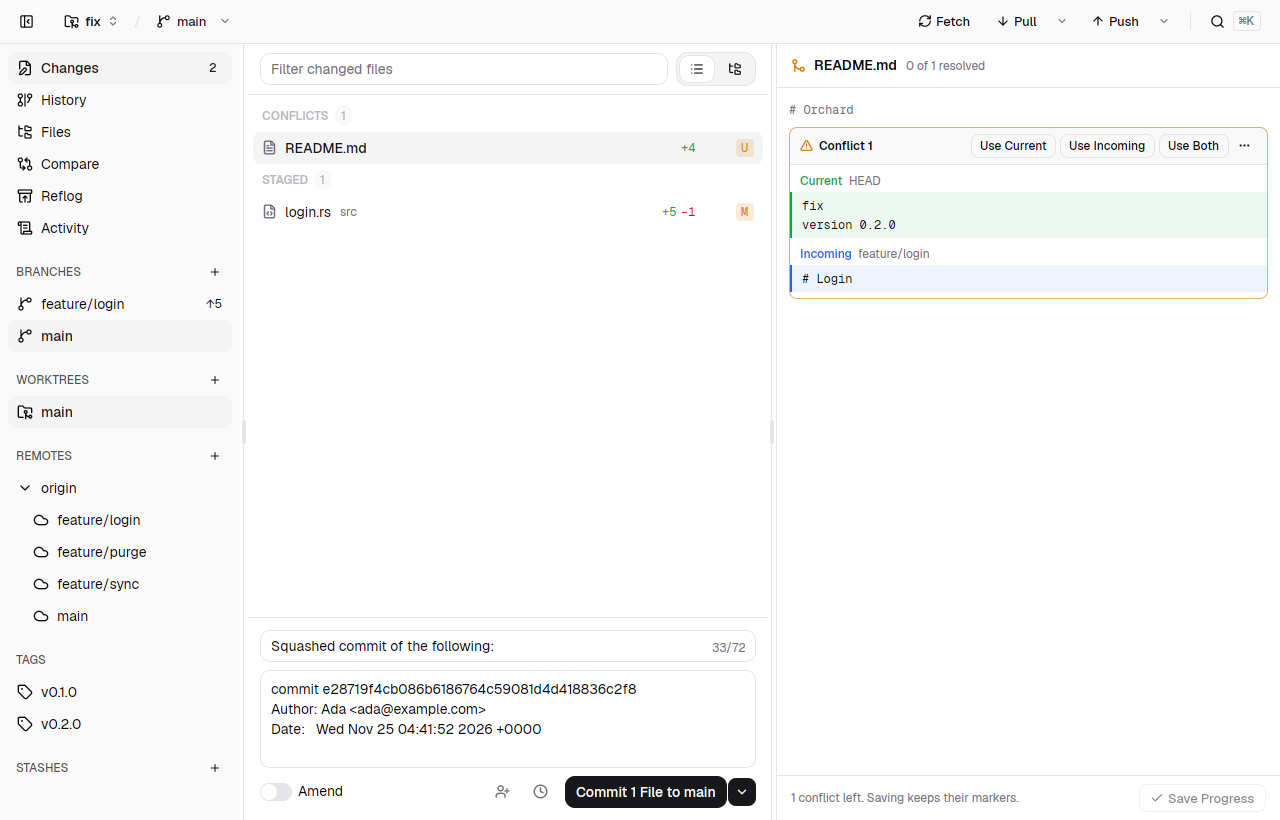 fix
main
Fetch
Pull
Push
⌘K
Changes 2
History
Files
Compare
Reflog
Activity
BRANCHES
feature/login ↑5
main
WORKTREES
main
REMOTES
origin
feature/login
feature/purge
feature/sync
main
TAGS
v0.1.0
v0.2.0
STASHES
Filter changed files
CONFLICTS 1
README.md +4 U
STAGED 1
login.rs src +5 −1 M
Squashed commit of the following: 33/72
commit e28719f4cb086b6186764c59081d4d418836c2f8
Author: Ada <ada@example.com>
Date:   Wed Nov 25 04:41:52 2026 +0000
Amend
Commit 1 File to main
README.md 0 of 1 resolved
# Orchard
Conflict 1 Use Current Use Incoming Use Both
Current HEAD
fix
version 0.2.0
Incoming feature/login
# Login
1 conflict left. Saving keeps their markers.
Save Progress